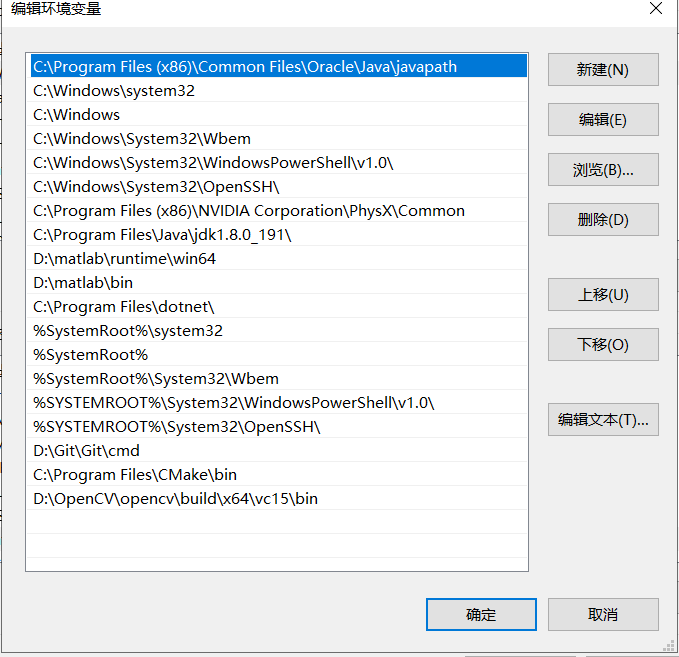 编辑环境变量
C:\Program Files (x86)\Common Files\Oracle\Java\javapath
C:\Windows\system32
C:\Windows
C:\Windows\System32\Wbem
C:\Windows\System32\WindowsPowerShell\v1.0\
C:\Windows\System32\OpenSSH\
C:\Program Files (x86)\NVIDIA Corporation\PhysX\Common
C:\Program Files\Java\jdk1.8.0_191\
D:\matlab\runtime\win64
D:\matlab\bin
C:\Program Files\dotnet\
%SystemRoot%\system32
%SystemRoot%
%SystemRoot%\System32\Wbem
%SYSTEMROOT%\System32\WindowsPowerShell\v1.0\
%SYSTEMROOT%\System32\OpenSSH\
D:\Git\Git\cmd
C:\Program Files\CMake\bin
D:\OpenCV\opencv\build\x64\vc15\bin
新建(N)
编辑(E)
浏览(B)...
删除(D)
上移(U)
下移(O)
编辑文本(T)...
确定
取消